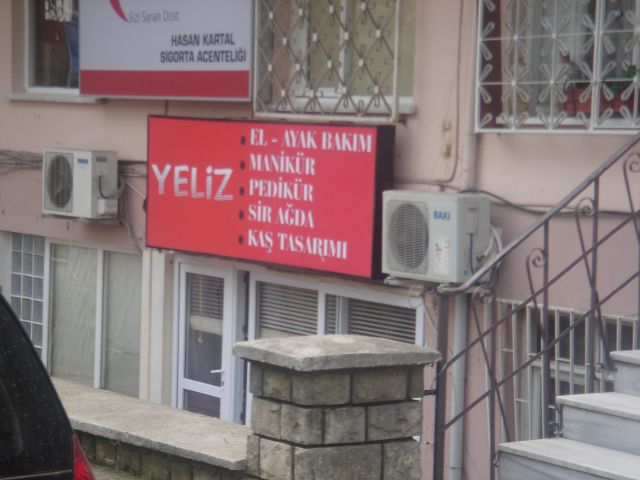 Sizi Saran Dost
HASAN KARTAL
SİGORTA ACENTELİĞİ
YELİZ
• EL - AYAK BAKIM
• MANİKÜR
• PEDİKÜR
• SİR AĞDA
• KAŞ TASARIMI
BAXI